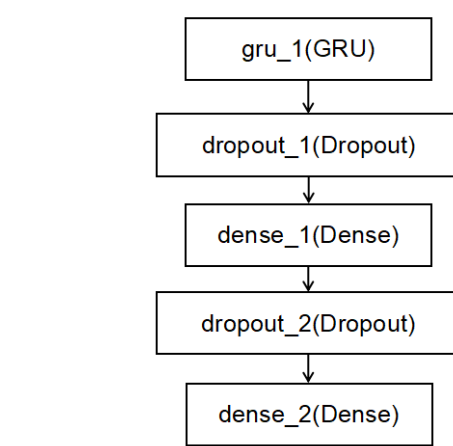 gru_1(GRU)
dropout_1(Dropout)
dense_1(Dense)
dropout_2(Dropout)
dense_2(Dense)